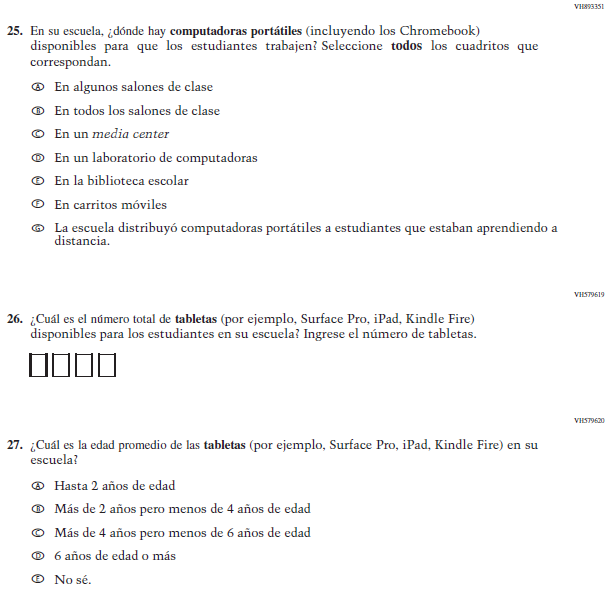 VH893351
25. En su escuela, ¿dónde hay computadoras portátiles (incluyendo los Chromebook)
disponibles para que los estudiantes trabajen? Seleccione todos los cuadritos que
correspondan.
Ⓐ En algunos salones de clase
Ⓑ En todos los salones de clase
Ⓒ En un media center
Ⓓ En un laboratorio de computadoras
Ⓔ En la biblioteca escolar
Ⓕ En carritos móviles
Ⓖ La escuela distribuyó computadoras portátiles a estudiantes que estaban aprendiendo a
distancia.
VH579619
26. ¿Cuál es el número total de tabletas (por ejemplo, Surface Pro, iPad, Kindle Fire)
disponibles para los estudiantes en su escuela? Ingrese el número de tabletas.
VH579620
27. ¿Cuál es la edad promedio de las tabletas (por ejemplo, Surface Pro, iPad, Kindle Fire) en su
escuela?
Ⓐ Hasta 2 años de edad
Ⓑ Más de 2 años pero menos de 4 años de edad
Ⓒ Más de 4 años pero menos de 6 años de edad
Ⓓ 6 años de edad o más
Ⓔ No sé.